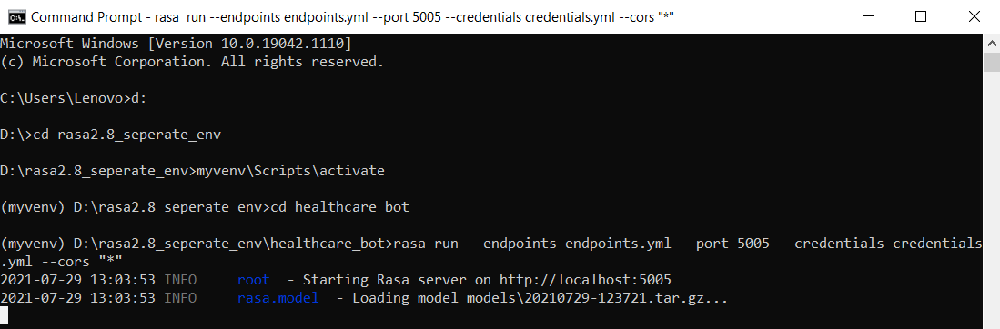 Command Prompt - rasa  run --endpoints endpoints.yml --port 5005 --credentials credentials.yml --cors "*"
Microsoft Windows [Version 10.0.19042.1110]
(c) Microsoft Corporation. All rights reserved.
C:\Users\Lenovo>d:
D:\>cd rasa2.8_seperate_env
D:\rasa2.8_seperate_env>myvenv\Scripts\activate
(myvenv) D:\rasa2.8_seperate_env>cd healthcare_bot
(myvenv) D:\rasa2.8_seperate_env\healthcare_bot>rasa run --endpoints endpoints.yml --port 5005 --credentials credentials
.yml --cors "*"
2021-07-29 13:03:53 INFO     root  - Starting Rasa server on http://localhost:5005
2021-07-29 13:03:53 INFO     rasa.model  - Loading model models\20210729-123721.tar.gz...